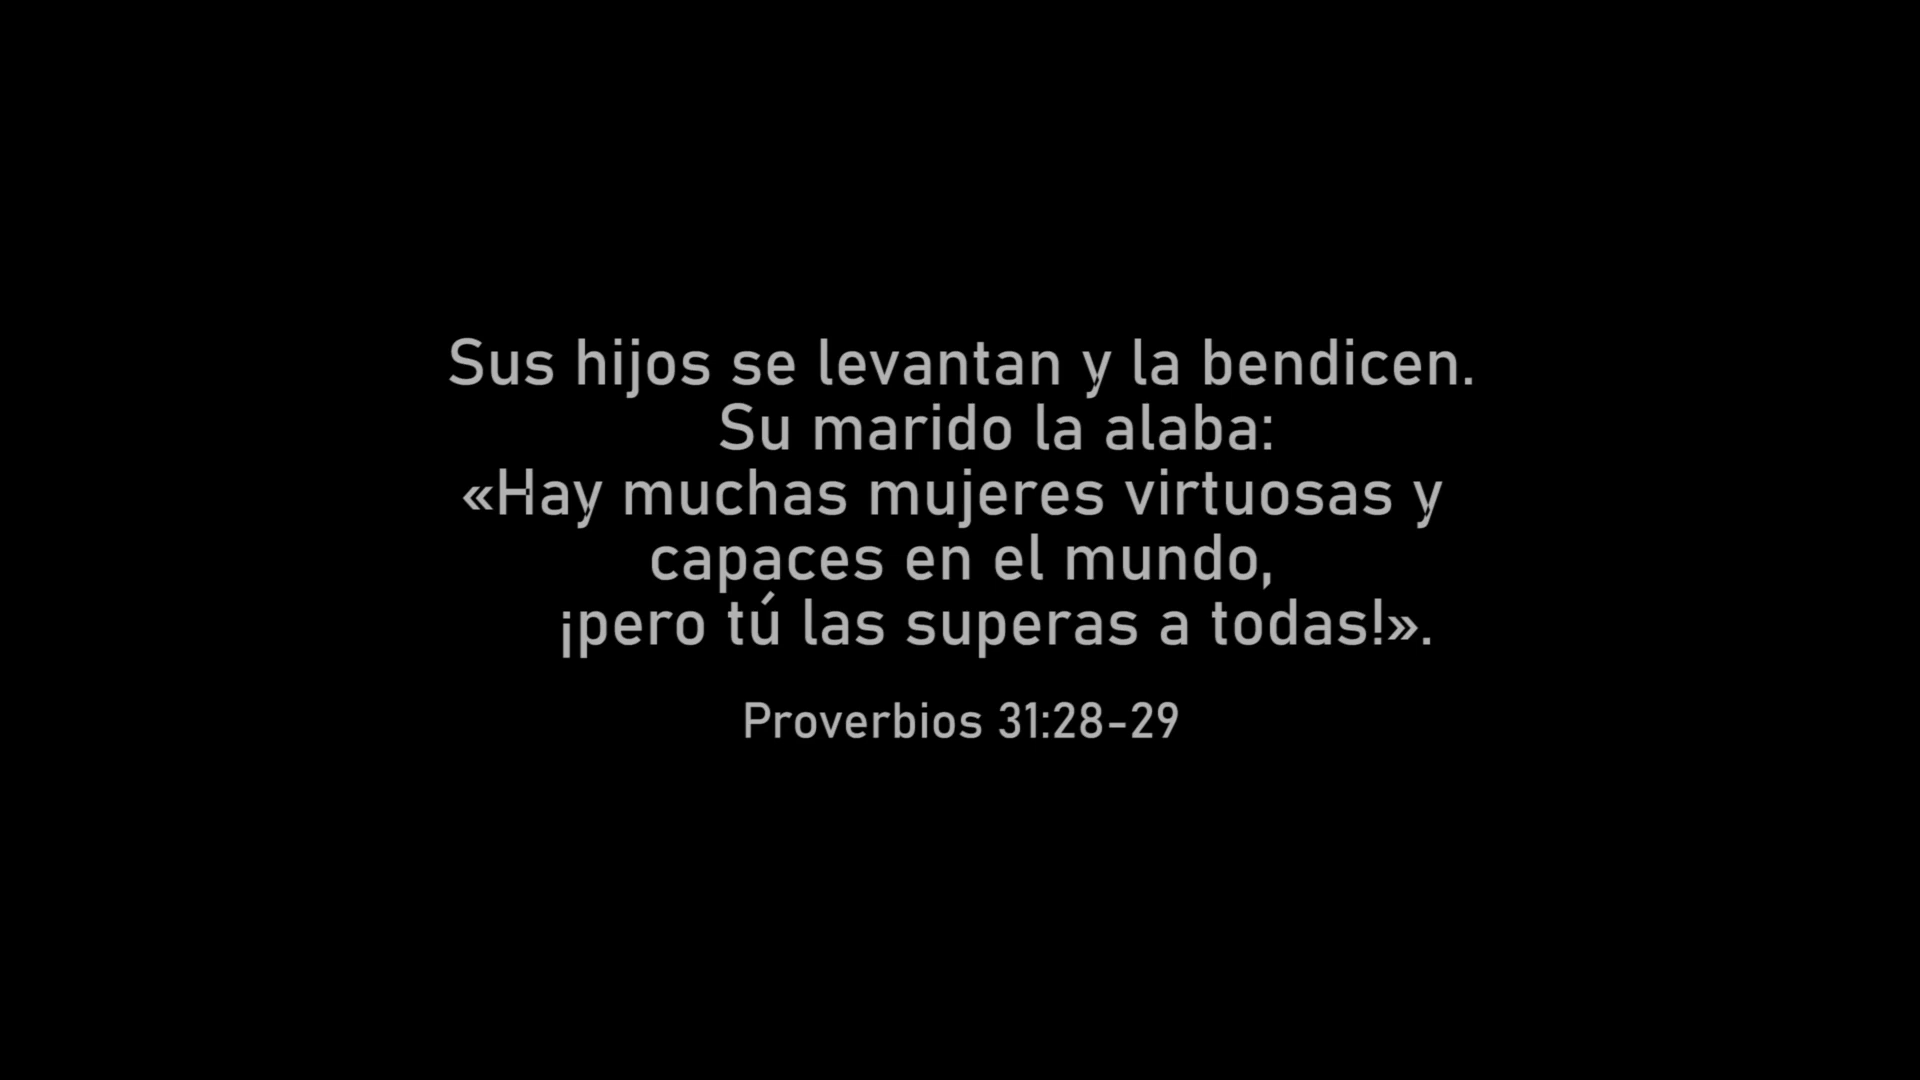 Sus hijos se levantan y la bendicen.
Su marido la alaba:
«Hay muchas mujeres virtuosas y
capaces en el mundo,
¡pero tú las superas a todas!».
Proverbios 31:28-29